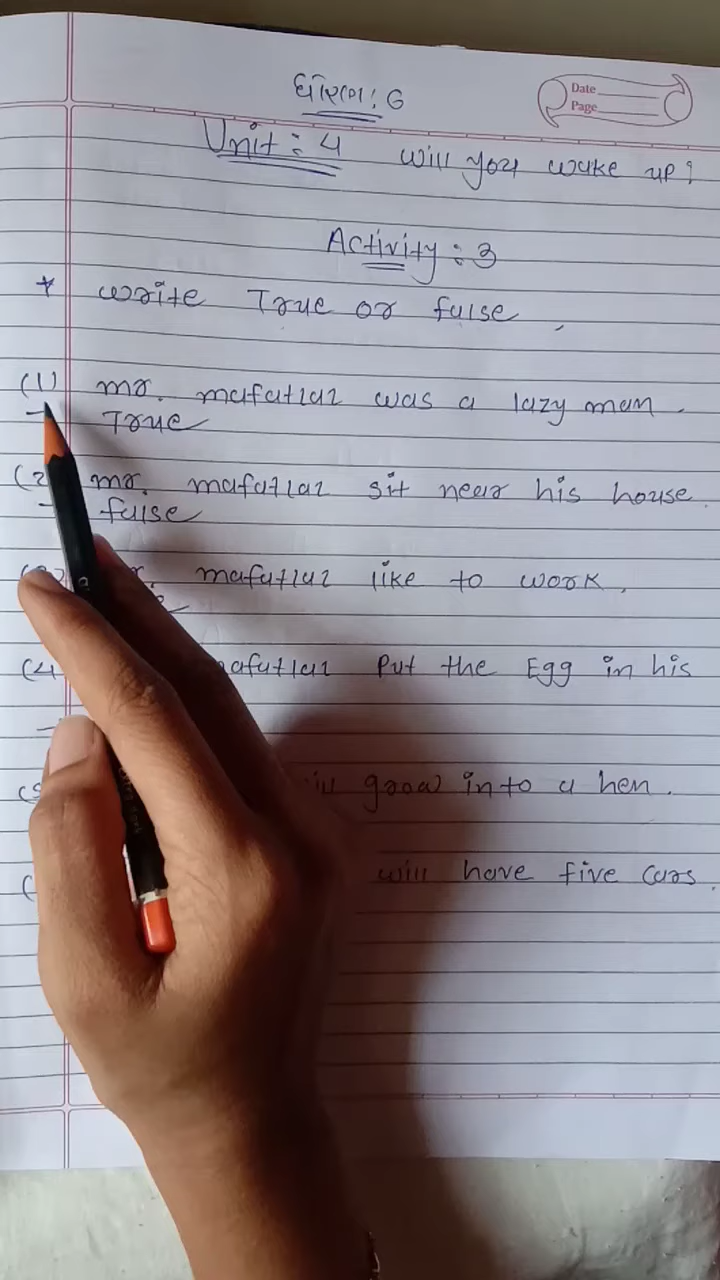 ધોરણ: 6
Date
Page
Unit: 4 will you wake up?
Activity: 3
* write True or false,
(1) mr. mafatlal was a lazy man.
→ True
(2) mr. mafatlal sit near his house.
→ false
mafatlal like to work.
(4 mafatlal Put the Egg in his
grow into a hen.
will have five cars.